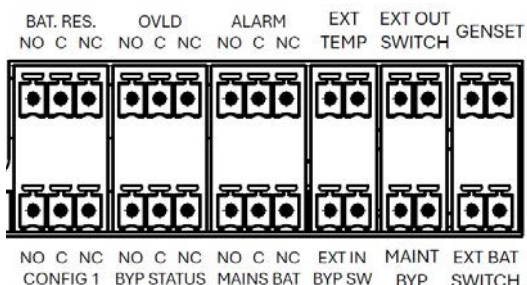 BAT. RES. OVLD ALARM EXT EXT OUT GENSET
NO C NC NO C NC NO C NC TEMP SWITCH
NO C NC NO C NC NO C NC EXT IN MAINT EXT BAT
CONFIG 1 BYP STATUS MAINS BAT BYP SW BYP SWITCH